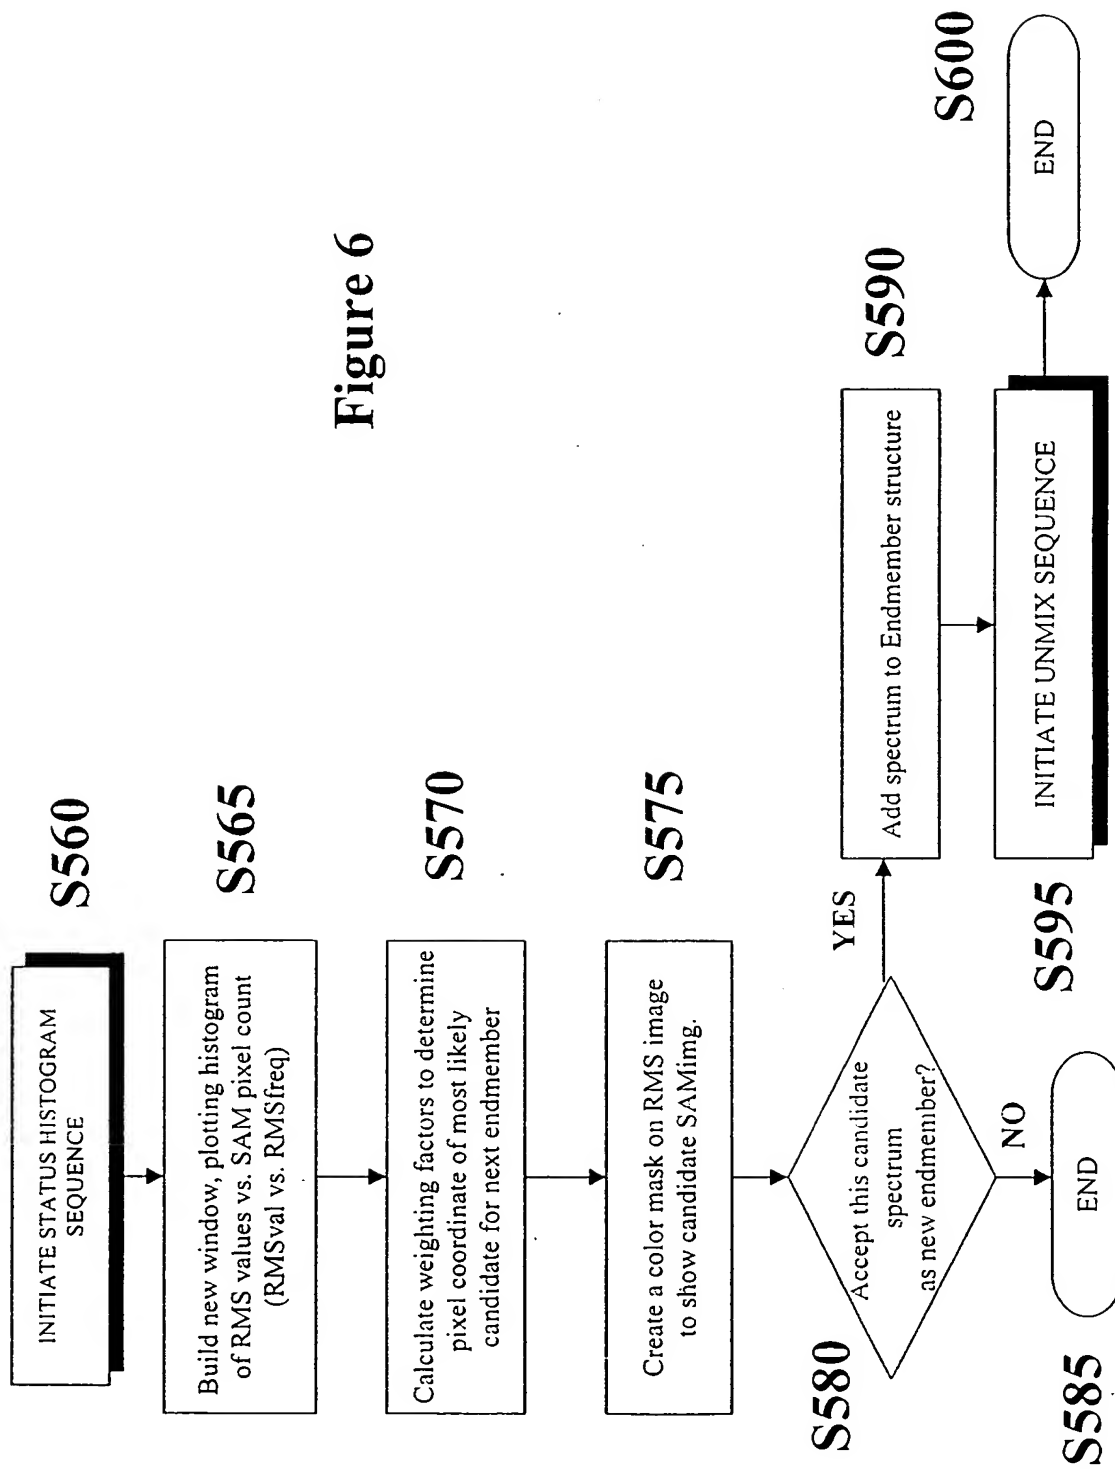 Figure 6
INITIATE STATUS HISTOGRAM
SEQUENCE
S560
Build new window, plotting histogram
of RMS values vs. SAM pixel count
(RMSval vs. RMSfreq)
S565
Calculate weighting factors to determine
pixel coordinate of most likely
candidate for next endmember
S570
Create a color mask on RMS image
to show candidate SAMimg.
S575
S580
Accept this candidate
spectrum
as new endmember?
YES
NO
S585
END
Add spectrum to Endmember structure
S590
INITIATE UNMIX SEQUENCE
S595
END
S600